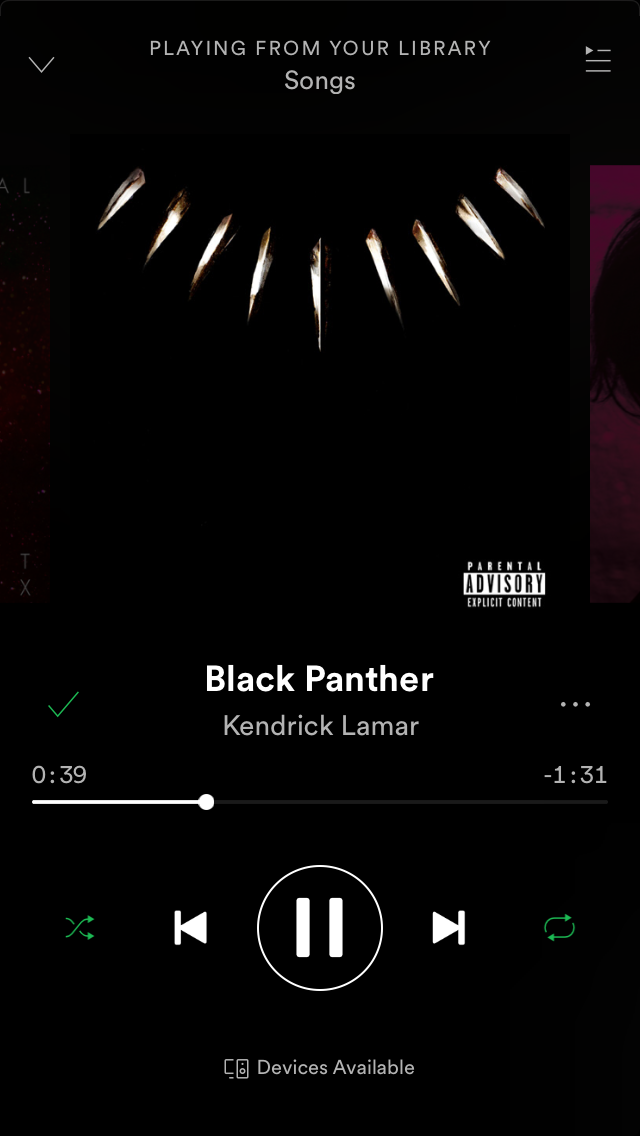 PLAYING FROM YOUR LIBRARY
Songs
A L
T
X
PARENTAL
ADVISORY
EXPLICIT CONTENT
Black Panther
Kendrick Lamar
0:39
-1:31
Devices Available